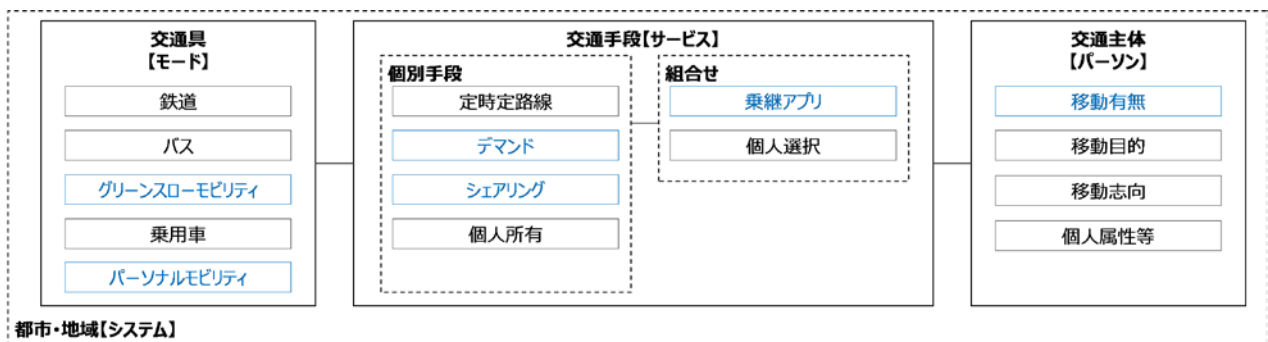 交通具
【モード】
鉄道
バス
グリーンスローモビリティ
乗用車
パーソナルモビリティ
交通手段【サービス】
個別手段
定時定路線
デマンド
シェアリング
個人所有
組合せ
乗継アプリ
個人選択
交通主体
【パーソン】
移動有無
移動目的
移動志向
個人属性等
都市・地域【システム】